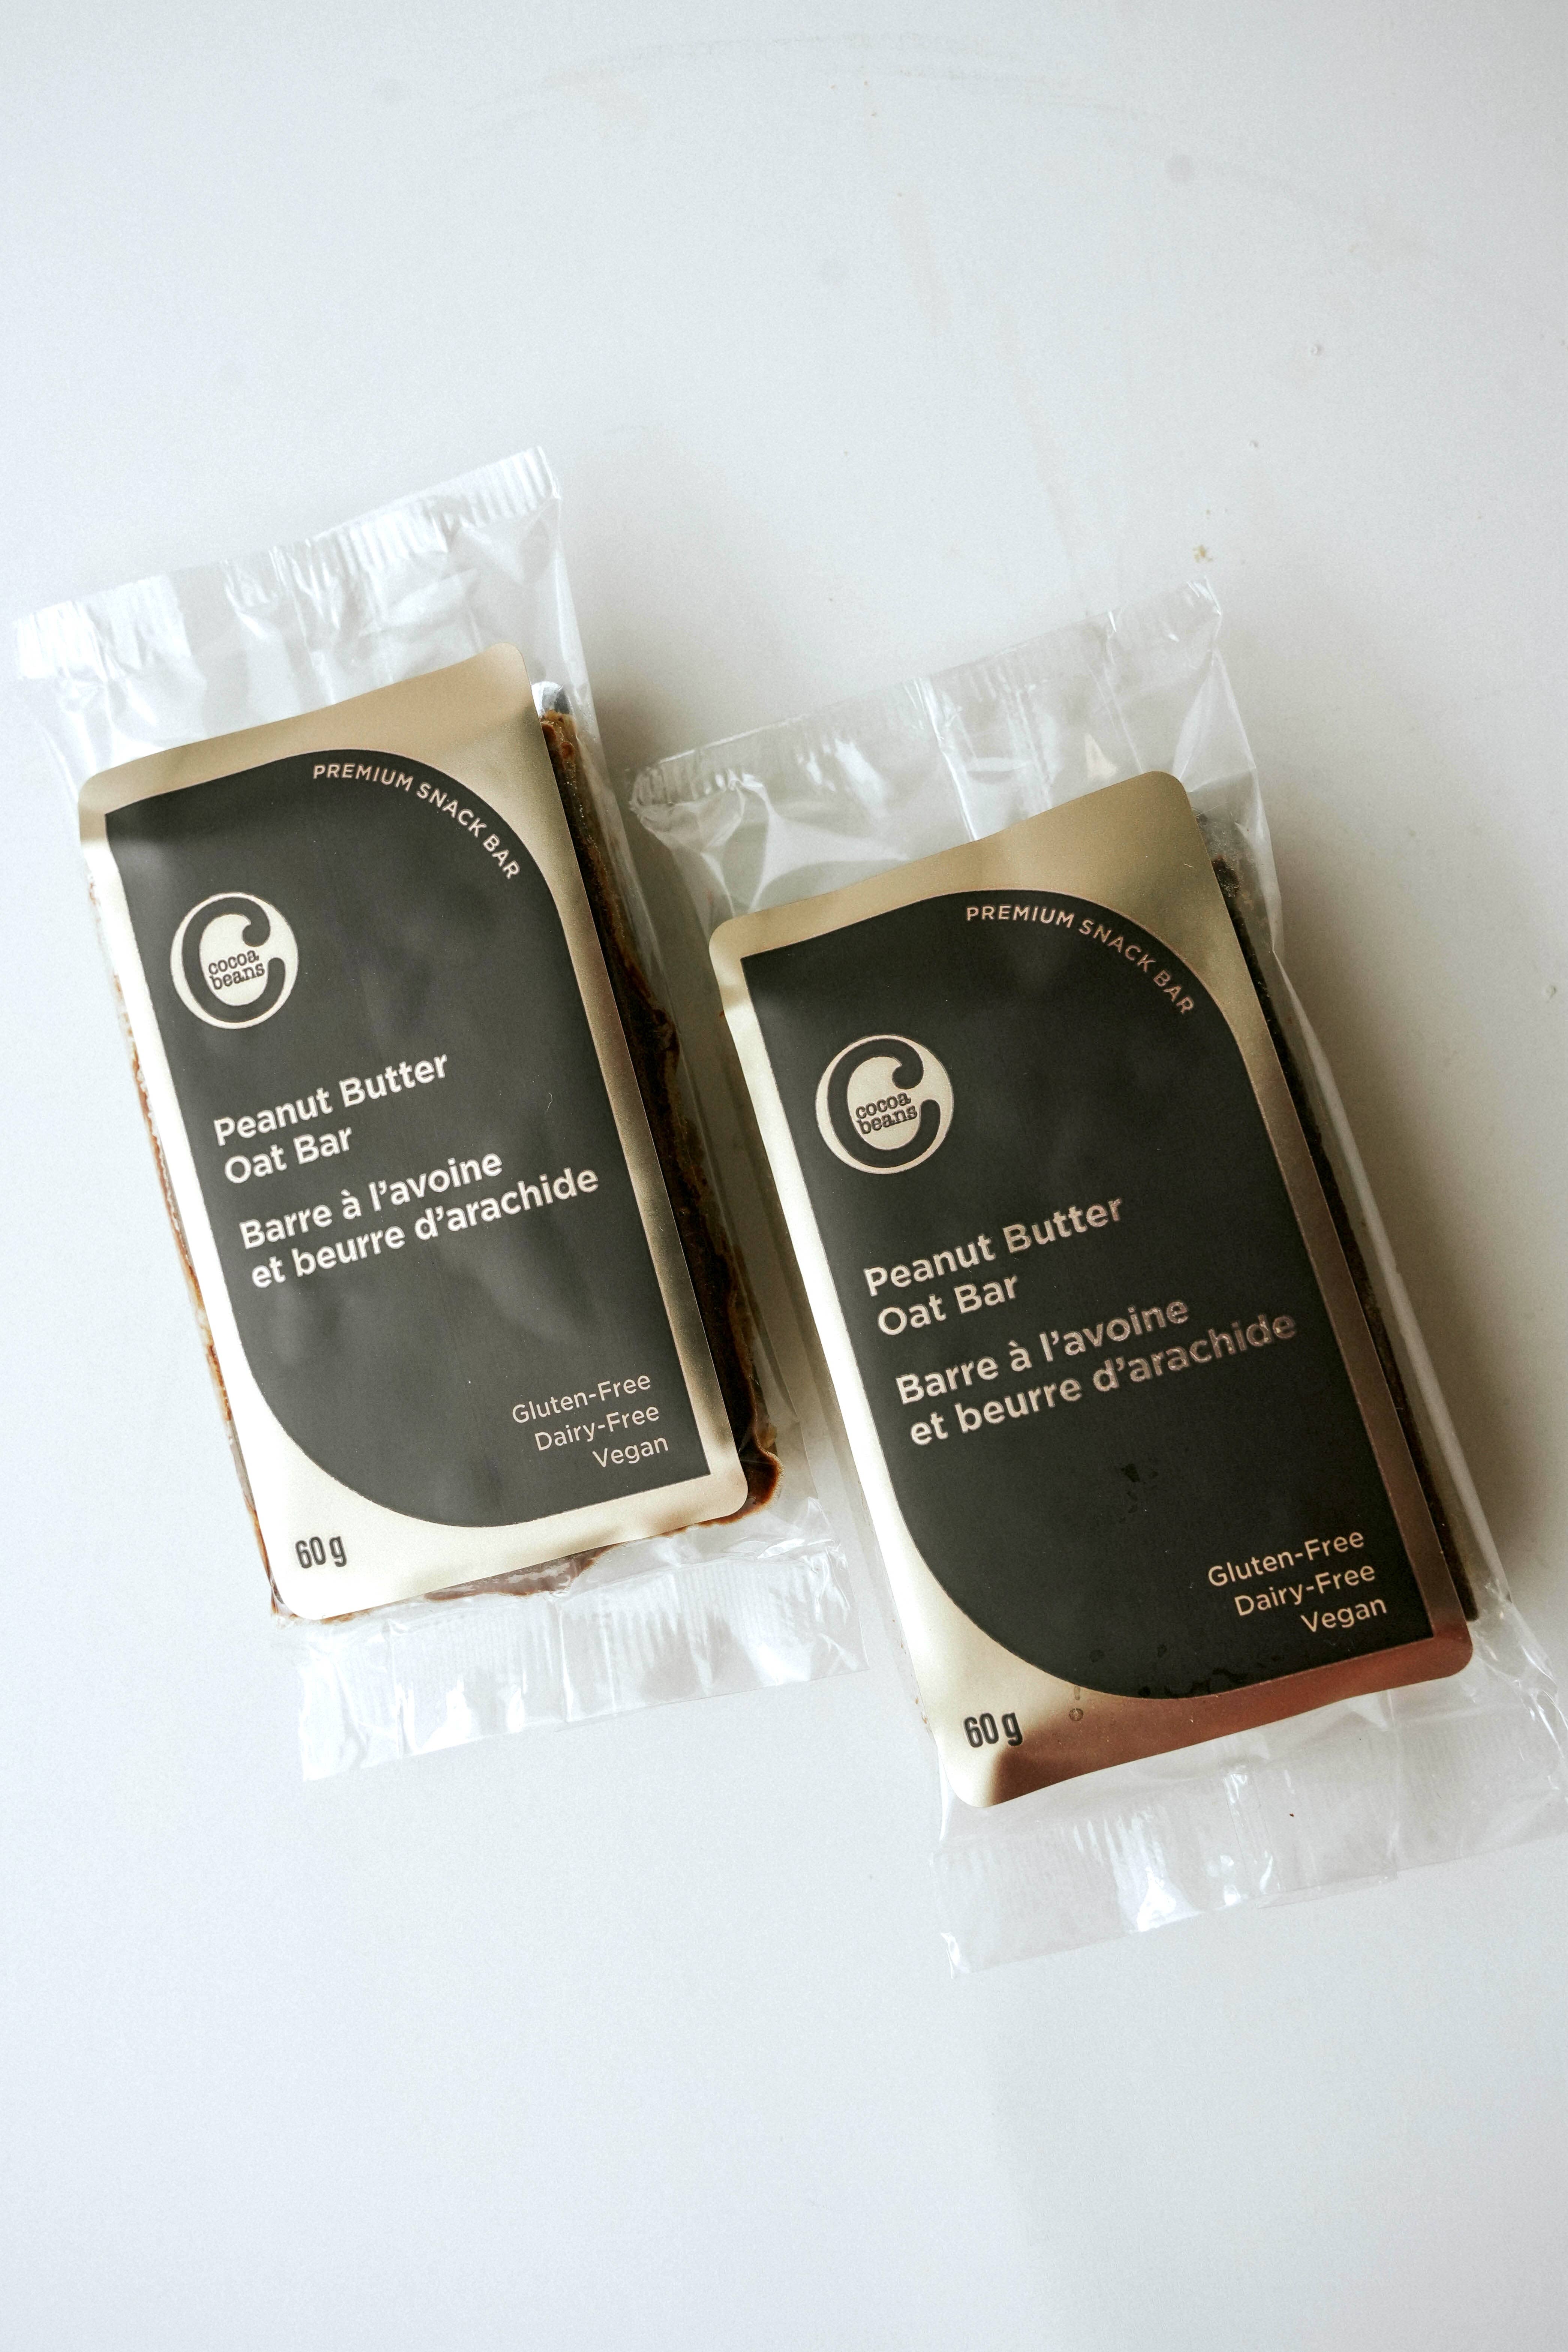 PREMIUM SNACK BAR
cocoa
beans
Peanut Butter
Oat Bar
Barre à l'avoine
et beurre d'arachide
Gluten-Free
Dairy-Free
Vegan
60 g
PREMIUM SNACK BAR
cocoa
beans
Peanut Butter
Oat Bar
Barre à l'avoine
et beurre d'arachide
Gluten-Free
Dairy-Free
Vegan
60 g